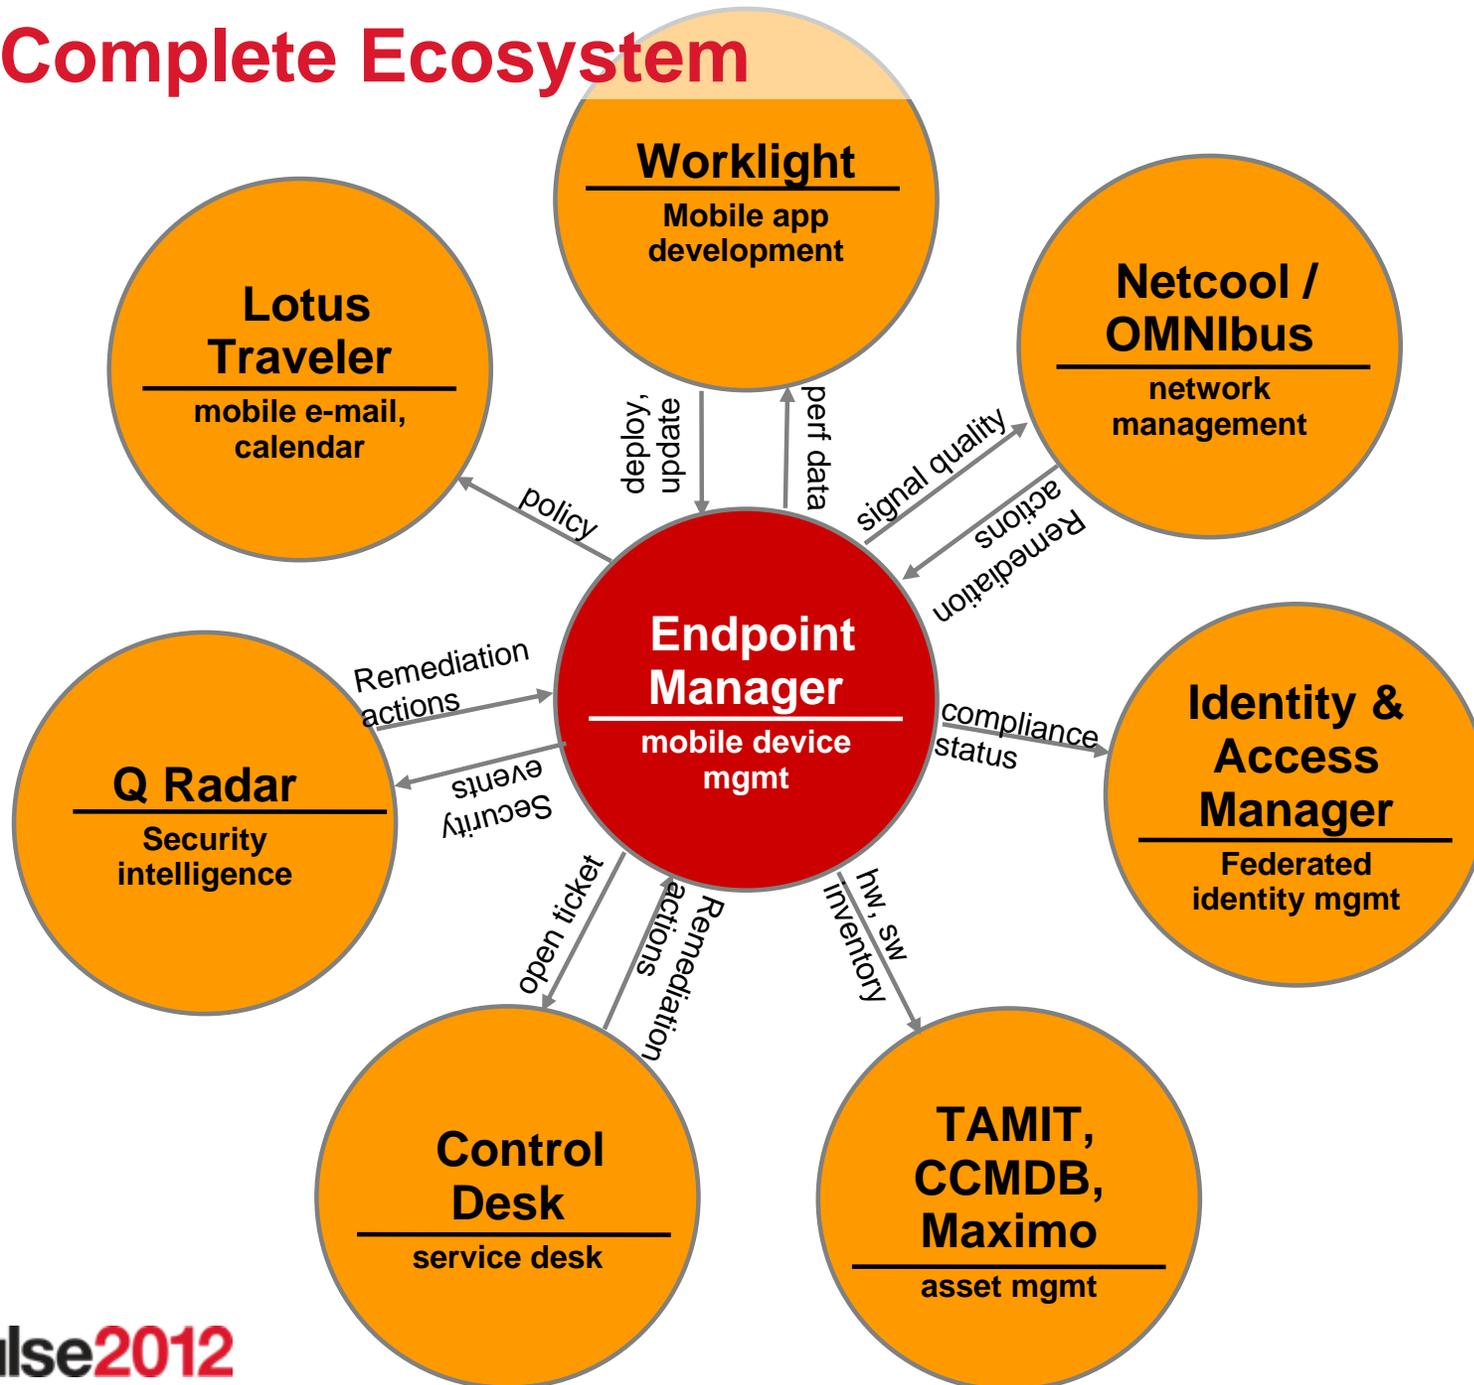 Complete Ecosystem
Worklight
Mobile app
development
Netcool /
OMNIbus
network
management
Lotus
Traveler
mobile e-mail,
calendar
deploy,
update
perf data
signal quality
Remediation
actions
policy
Endpoint
Manager
mobile device
mgmt
Remediation
actions
Security
events
Q Radar
Security
intelligence
compliance
status
Identity &
Access
Manager
Federated
identity mgmt
open ticket
Remediation
actions
hw, sw
inventory
Control
Desk
service desk
TAMIT,
CCMDB,
Maximo
asset mgmt
lse2012